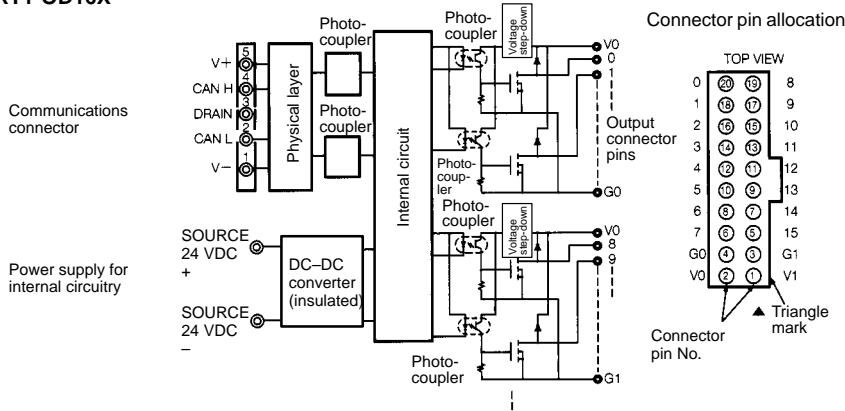 Communications
connector
V+
CAN H
DRAIN
CAN L
V−
5
4
3
2
1
Physical layer
Photo-
coupler
Photo-
coupler
Internal circuit
Photo-
coupler
Voltage
step-down
V0
0
1
Output
connector
pins
Photo-
coup-
ler
G0
Power supply for
internal circuitry
SOURCE
24 VDC
+
SOURCE
24 VDC
–
DC–DC
converter
(insulated)
Photo-
coupler
Voltage
step-down
V0
8
9
Photo-
coupler
G1
Connector pin allocation
TOP VIEW
0 20 19 8
1 18 17 9
2 16 15 10
3 14 13 11
4 12 11 12
5 10 9 13
6 8 7 14
7 6 5 15
G0 4 3 G1
V0 2 1 V1
Connector
pin No.
▲ Triangle
mark